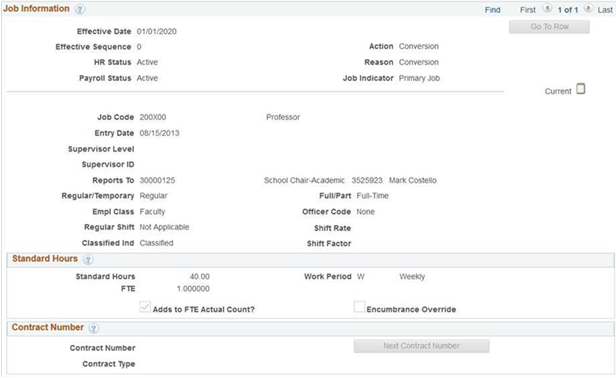 Job Information ? Find First 1 of 1 Last
Effective Date 01/01/2020 Go To Row
Effective Sequence 0 Action Conversion
HR Status Active Reason Conversion
Payroll Status Active Job Indicator Primary Job
Current
Job Code 200X00 Professor
Entry Date 08/15/2013
Supervisor Level
Supervisor ID
Reports To 30000125 School Chair-Academic 3525923 Mark Costello
Regular/Temporary Regular Full/Part Full-Time
Empl Class Faculty Officer Code None
Regular Shift Not Applicable Shift Rate
Classified Ind Classified Shift Factor
Standard Hours ?
Standard Hours 40.00 Work Period W Weekly
FTE 1.000000
Adds to FTE Actual Count? Encumbrance Override
Contract Number ?
Contract Number Next Contract Number
Contract Type